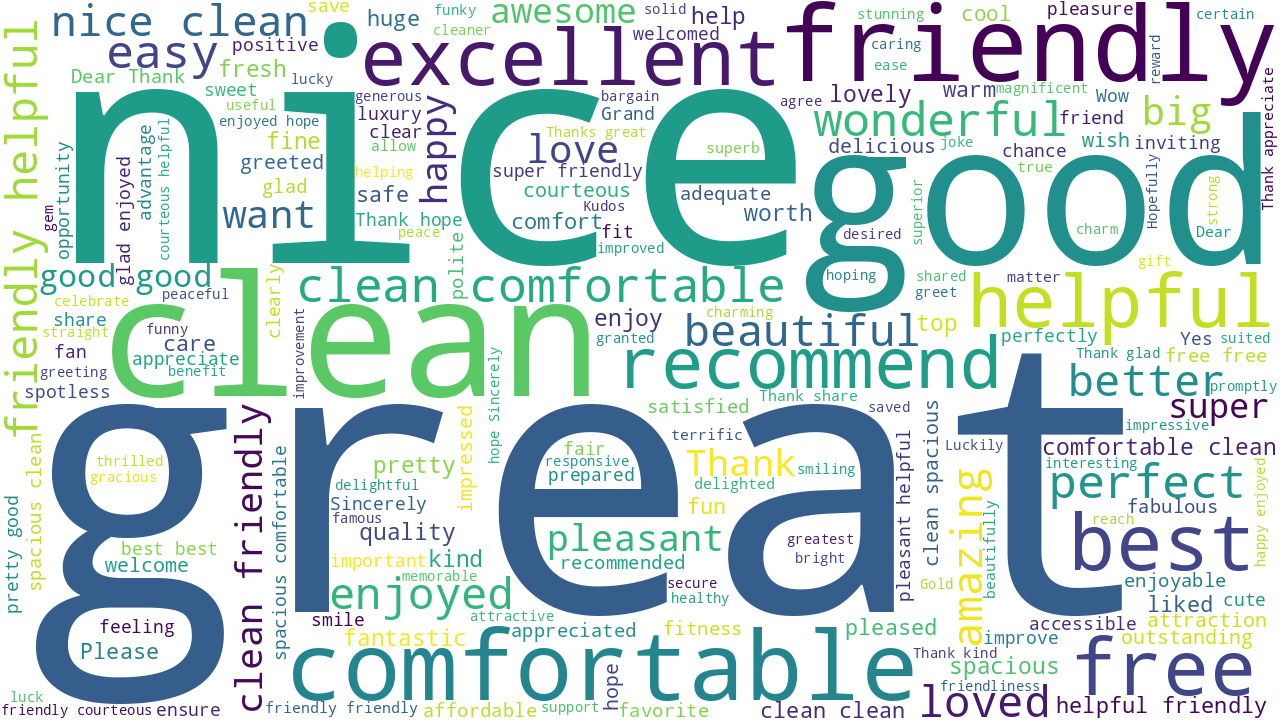 nice clean
save
huge
funky
cleaner
awesome
solid
help
welcomed
pleasure
stunning
cool
certain
easy
positive
excellent
friendly
caring
ease
reward
friendly helpful
Dear Thank
fresh
lucky
sweet
useful
enjoyed hope
nice
generous
luxury
clear
allow
happy
bargain
Grand
Thanks great
agree
lovely
warm
magnificent
Wow
friend
big
wonderful
love
superb
delicious
joke
chance
wish
inviting
true
Thank appreciate
opportunity
advantage
courteous helpful
fine
greeted
glad
helping
safe
super friendly
courteous
Kudos
adequate
worth
good
superior
Hopefully
strong
gem
glad enjoyed
want
Thank hope
peace
comfort
fit
improved
desired
charm
Dear
gift
good good
polite
hoping
shared
greet
matter
celebrate
peaceful
clearly
clean comfortable
helpful
share
straight
funny
care
clean
enjoy
granted
charming
beautiful
top
perfectly
Yes
suited
fan
appreciate
benefit
greeting
spotless
improvement
hope Sincerely
recommend
Thank glad
free free
better
promptly
great
satisfied
Thank share
saved
super
impressive
terrific
Luckily
comfortable clean
interesting
thrilled
gracious
clean friendly
spacious comfortable
pretty
impressed
delightful
Sincerely
famous
quality
fair
responsive
prepared
Thank
smiling
delighted
fun
pleasant helpful
clean spacious
amazing
beautifully
perfect
reach
fabulous
happy enjoyed
spacious clean
pretty good
best best
welcome
important
kind
memorable
pleasant
recommended
greatest
bright
Gold
best
enjoyable
secure
healthy
enjoyed
attractive
feeling
Please
smile
fantastic
appreciated
fitness
pleased
liked
cute
accessible
attraction
improve
outstanding
comfortable
hope
Thank kind
spacious
free
friendliness
luck
friendly courteous
ensure
friendly friendly
affordable
support
favorite
clean clean
loved
helpful friendly